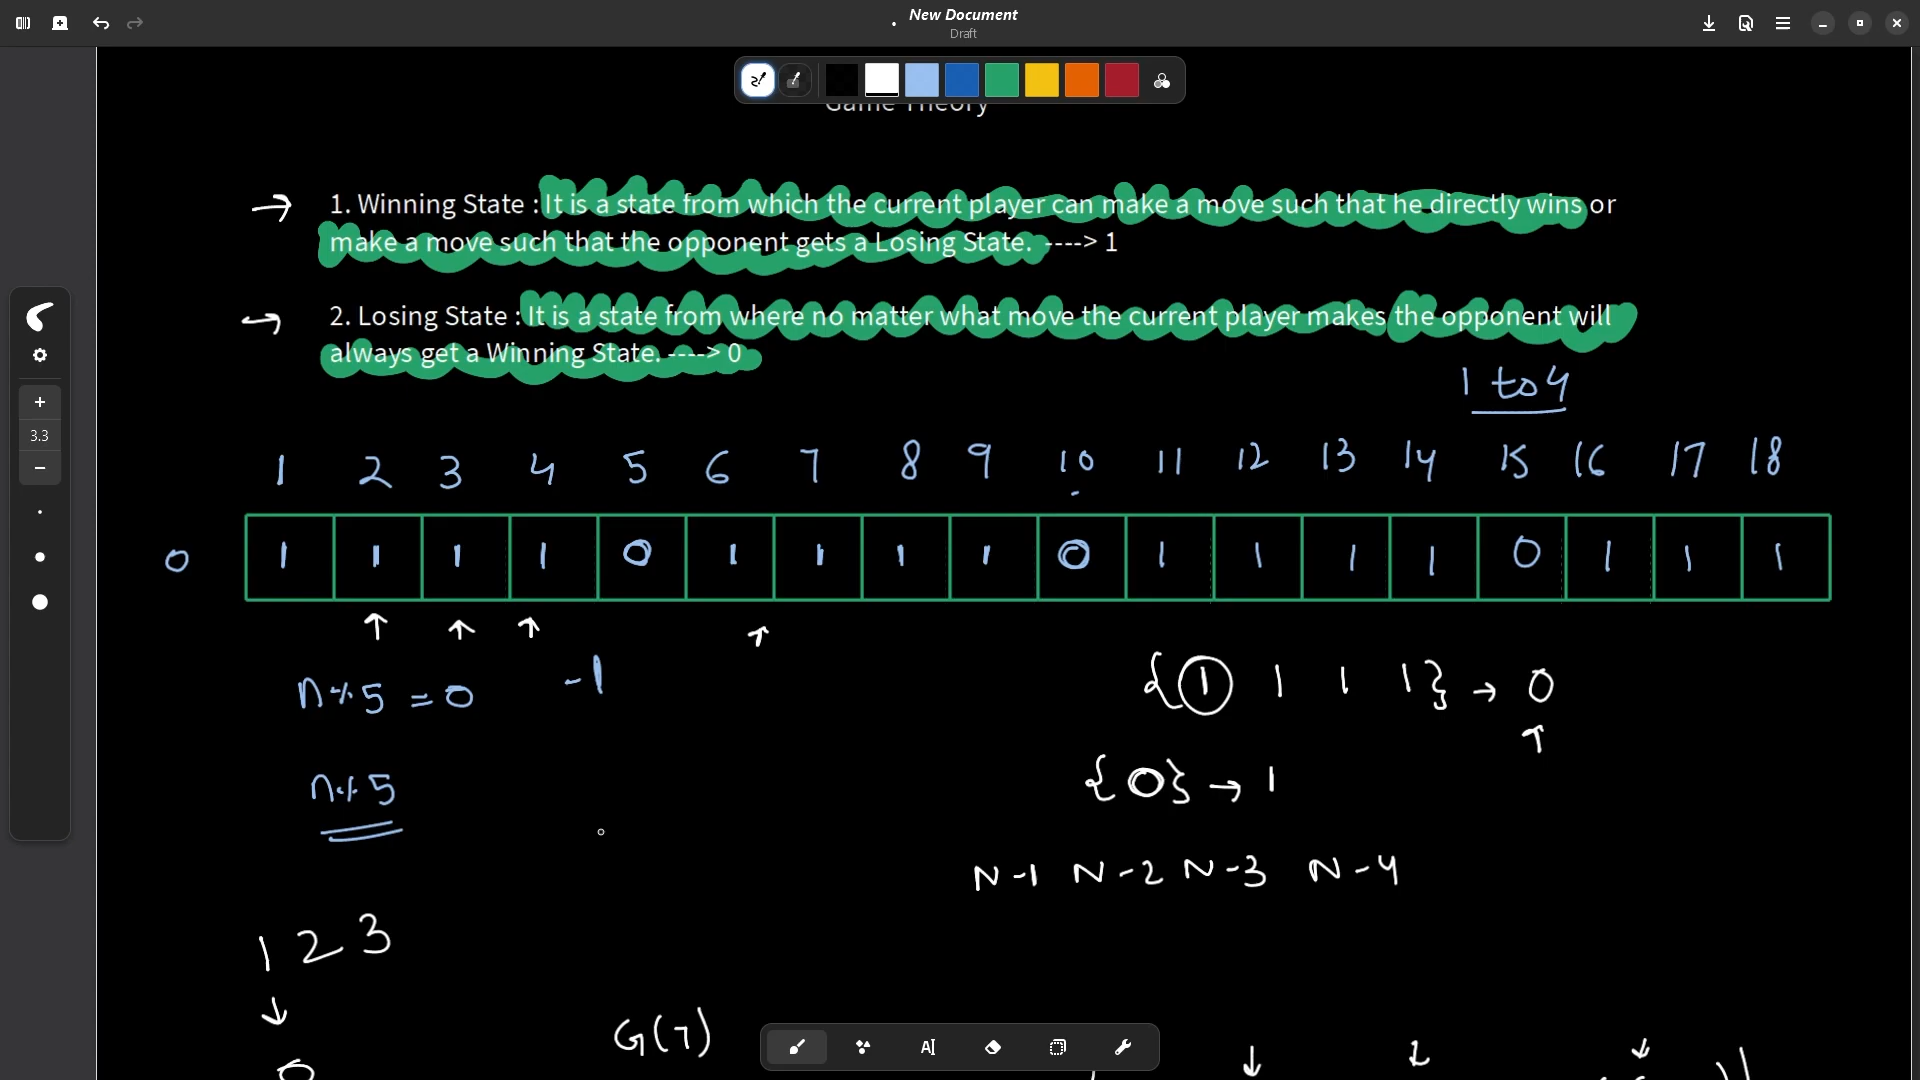 New Document
Draft
Game Theory
1. Winning State : It is a state from which the current player can make a move such that he directly wins or
make a move such that the opponent gets a Losing State. ----> 1
2. Losing State : It is a state from where no matter what move the current player makes the opponent will
always get a Winning State. ----> 0
1 to 4
+
3.3
−
1 2 3 4 5 6 7 8 9 10 11 12 13 14 15 16 17 18
0 1 1 1 1 0 1 1 1 1 0 1 1 1 1 0 1 1 1
↑ ↑ ↑ ↑
n%5 = 0 -1 { 1 1 1 1 } → 0
↑
n%5 { 0 } → 1
N-1 N-2 N-3 N-4
1 2 3
↓
0
G(7)
AI
↓ 2 ↓